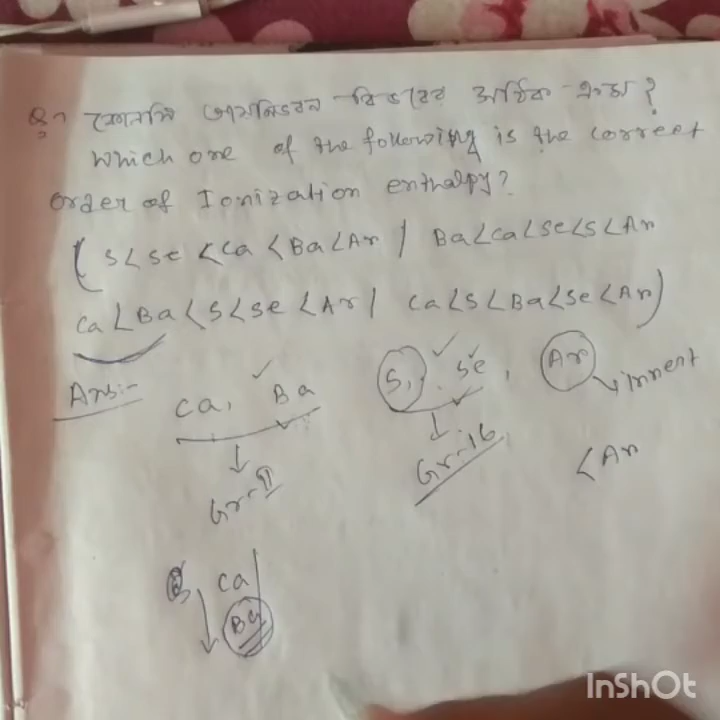 Q. কোনটি আয়নিভবন বিভবের সঠিক ক্রম?
which one of the following is the correct
order of Ionization enthalpy?
( S < Se < Ca < Ba < Ar / Ba < Ca < Se < S < Ar
Ca < Ba < S < Se < Ar / Ca < S < Ba < Se < Ar )
Ans:- Ca, Ba S, Se, Ar
innert
Gr-II Gr-16 < Ar
Ca
Ba
InShOt